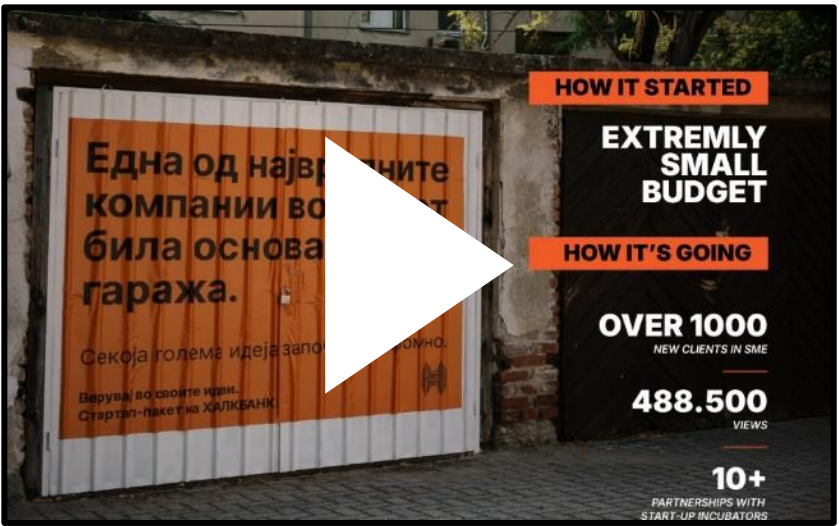 Една од
компании во
била
гаража.
Секоја голема идеја
Верувај во своите идеи.
Стартап-пакет на ХАЛКБАНК.
HOW IT STARTED
EXTREMLY
SMALL
BUDGET
HOW IT'S GOING
OVER 1000
NEW CLIENTS IN SME
488.500
VIEWS
10+
PARTNERSHIPS WITH
START-UP INCUBATORS